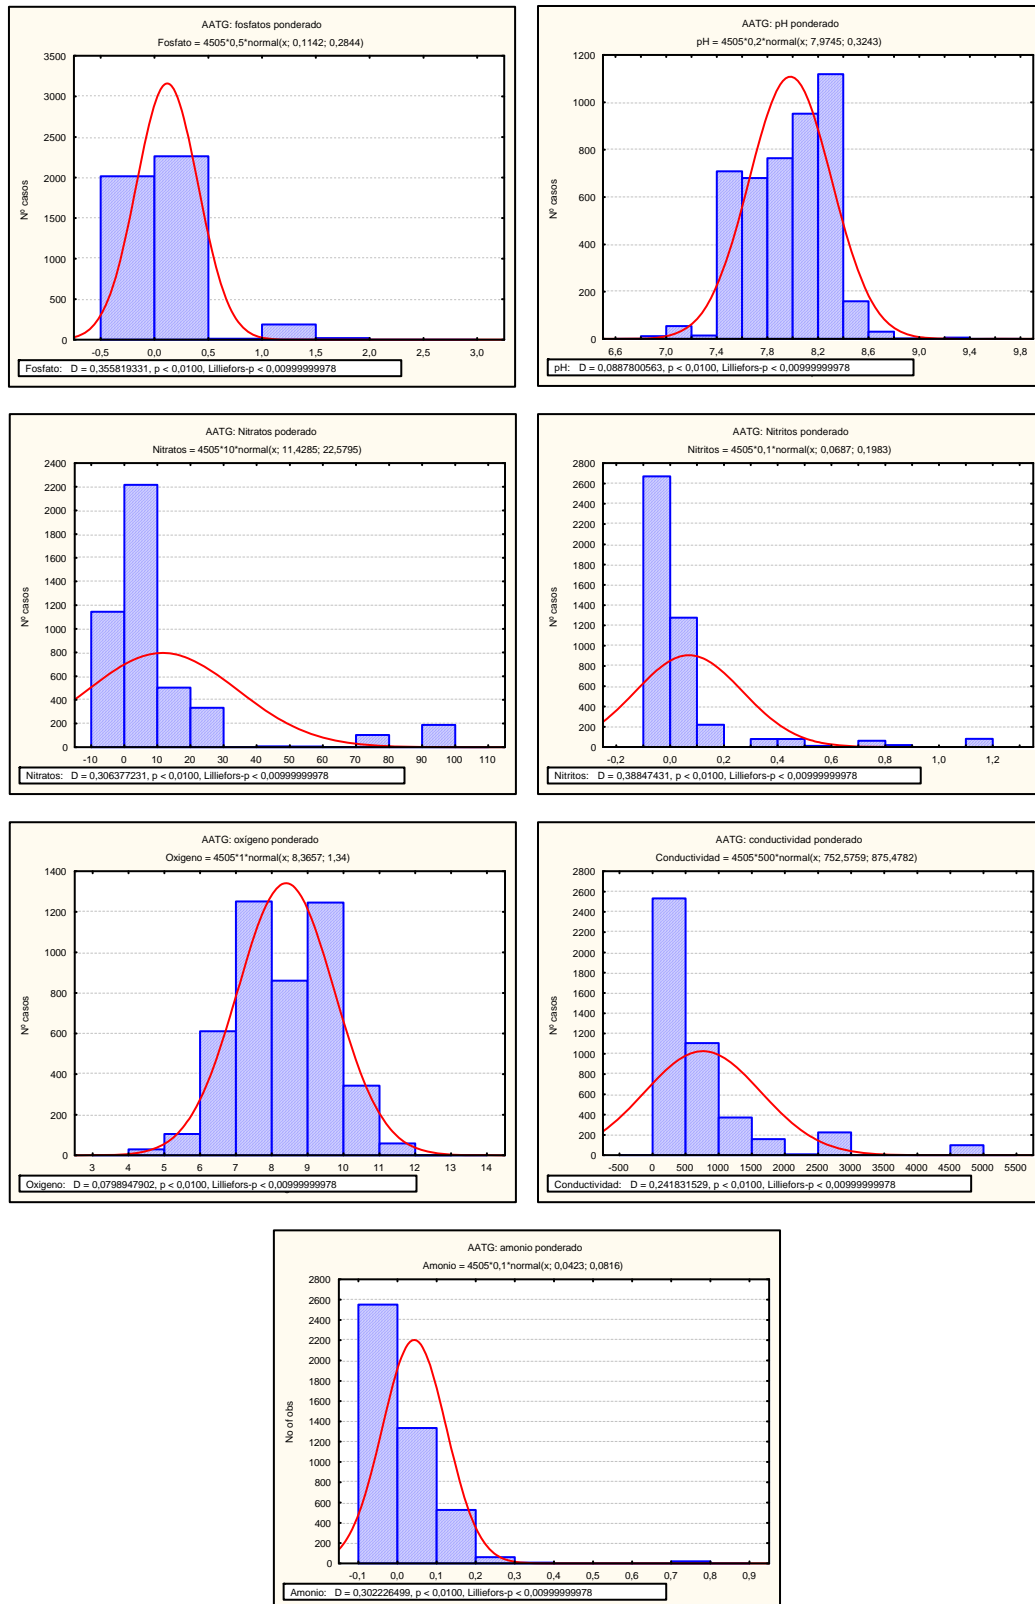 AATG: fosfatos ponderado
Fosfato = 4505*0,5*normal(x; 0,1142; 0,2844)
3500
3000
2500
2000
1500
1000
500
0
Nº casos
-0,5 0,0 0,5 1,0 1,5 2,0 2,5 3,0
Fosfato: D = 0,355819331, p < 0,0100, Lilliefors-p < 0,00999999978
AATG: pH ponderado
pH = 4505*0,2*normal(x; 7,9745; 0,3243)
1200
1000
800
600
400
200
0
Nº casos
6,6 7,0 7,4 7,8 8,2 8,6 9,0 9,4 9,8
pH: D = 0,0887800563, p < 0,0100, Lilliefors-p < 0,00999999978
AATG: Nitratos poderado
Nitratos = 4505*10*normal(x; 11,4285; 22,5795)
2400
2200
2000
1800
1600
1400
1200
1000
800
600
400
200
0
Nº casos
-10 0 10 20 30 40 50 60 70 80 90 100 110
Nitratos: D = 0,306377231, p < 0,0100, Lilliefors-p < 0,00999999978
AATG: Nitritos ponderado
Nitritos = 4505*0,1*normal(x; 0,0687; 0,1983)
2800
2600
2400
2200
2000
1800
1600
1400
1200
1000
800
600
400
200
0
Nº casos
-0,2 0,0 0,2 0,4 0,6 0,8 1,0 1,2
Nitritos: D = 0,38847431, p < 0,0100, Lilliefors-p < 0,00999999978
AATG: oxígeno ponderado
Oxigeno = 4505*1*normal(x; 8,3657; 1,34)
1400
1200
1000
800
600
400
200
0
Nº casos
3 4 5 6 7 8 9 10 11 12 13 14
Oxigeno: D = 0,0798947902, p < 0,0100, Lilliefors-p < 0,00999999978
AATG: conductividad ponderado
Conductividad = 4505*500*normal(x; 752,5759; 875,4782)
2800
2600
2400
2200
2000
1800
1600
1400
1200
1000
800
600
400
200
0
Nº casos
-500 0 500 1000 1500 2000 2500 3000 3500 4000 4500 5000 5500
Conductividad: D = 0,241831529, p < 0,0100, Lilliefors-p < 0,00999999978
AATG: amonio ponderado
Amonio = 4505*0,1*normal(x; 0,0423; 0,0816)
2800
2600
2400
2200
2000
1800
1600
1400
1200
1000
800
600
400
200
0
No of obs
-0,1 0,0 0,1 0,2 0,3 0,4 0,5 0,6 0,7 0,8 0,9
Amonio: D = 0,302226499, p < 0,0100, Lilliefors-p < 0,00999999978